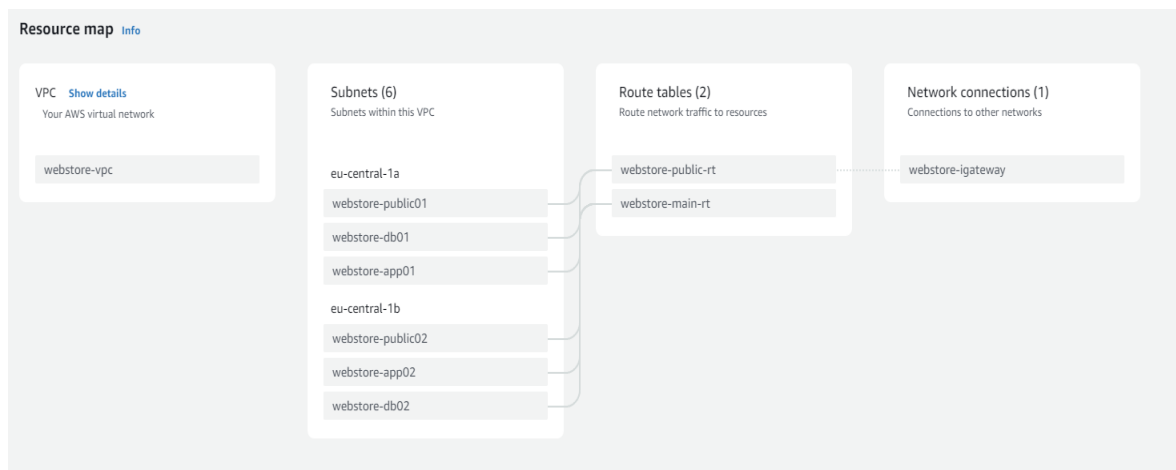 Resource map Info
VPC Show details
Your AWS virtual network
webstore-vpc
Subnets (6)
Subnets within this VPC
eu-central-1a
webstore-public01
webstore-db01
webstore-app01
eu-central-1b
webstore-public02
webstore-app02
webstore-db02
Route tables (2)
Route network traffic to resources
webstore-public-rt
webstore-main-rt
Network connections (1)
Connections to other networks
webstore-igateway